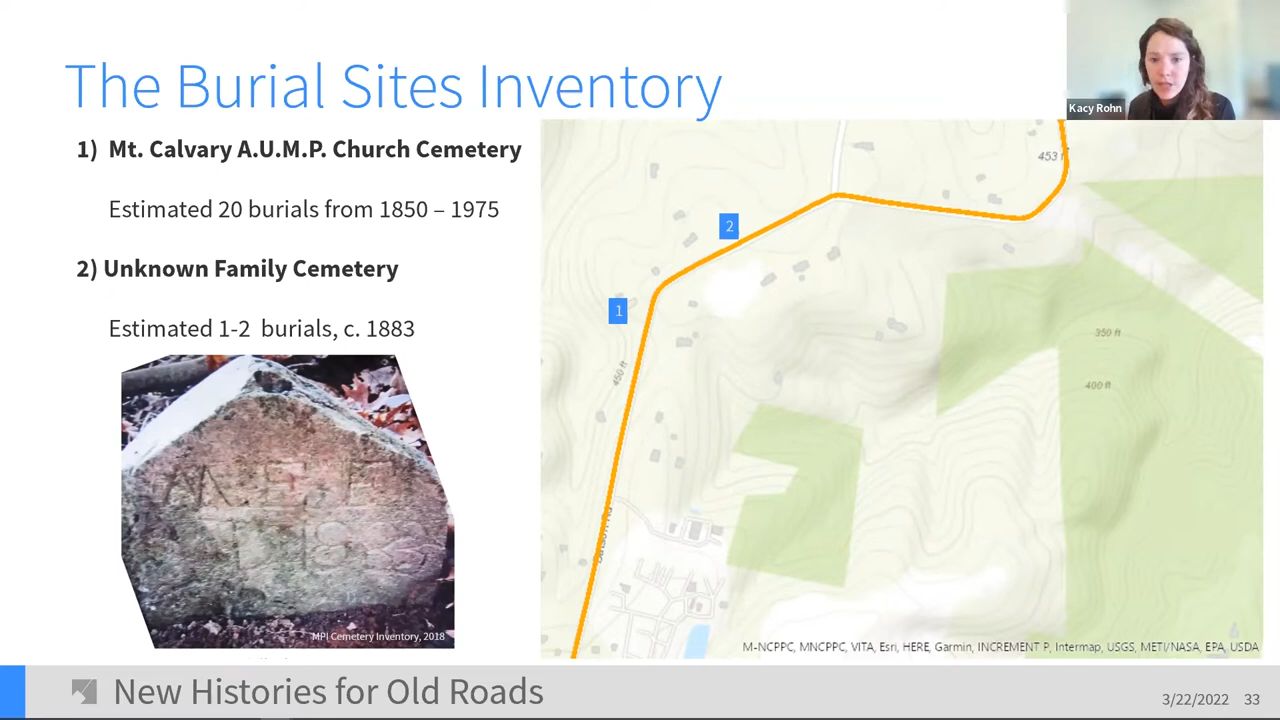 The Burial Sites Inventory
Kacy Rohn
1) Mt. Calvary A.U.M.P. Church Cemetery
Estimated 20 burials from 1850 – 1975
2) Unknown Family Cemetery
Estimated 1-2 burials, c. 1883
MPI Cemetery Inventory, 2018
453 f
2
1
450 ft
350 ft
400 ft
M-NCPPC, MNCPPC, VITA, Esri, HERE, Garmin, INCREMENT P, Intermap, USGS, METI/NASA, EPA, USDA
New Histories for Old Roads
3/22/2022 33